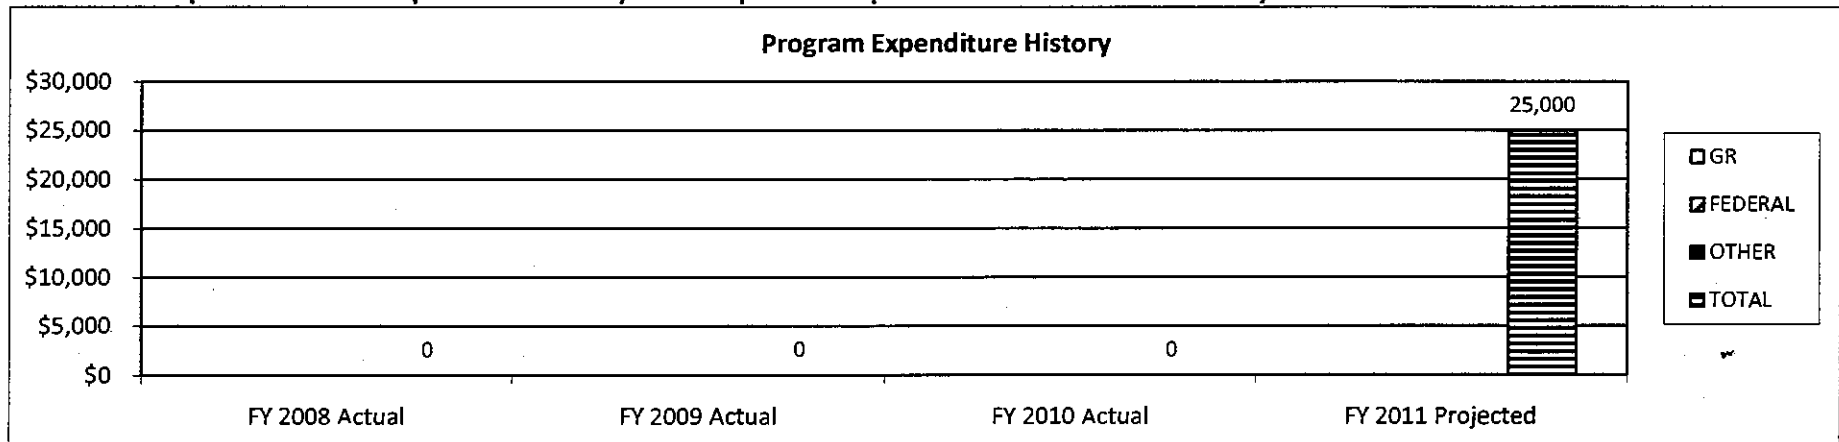 Program Expenditure History
$30,000
25,000
$25,000
GR
$20,000
FEDERAL
$15,000
OTHER
$10,000
TOTAL
$5,000
0 0 0
$0
FY 2008 Actual FY 2009 Actual FY 2010 Actual FY 2011 Projected